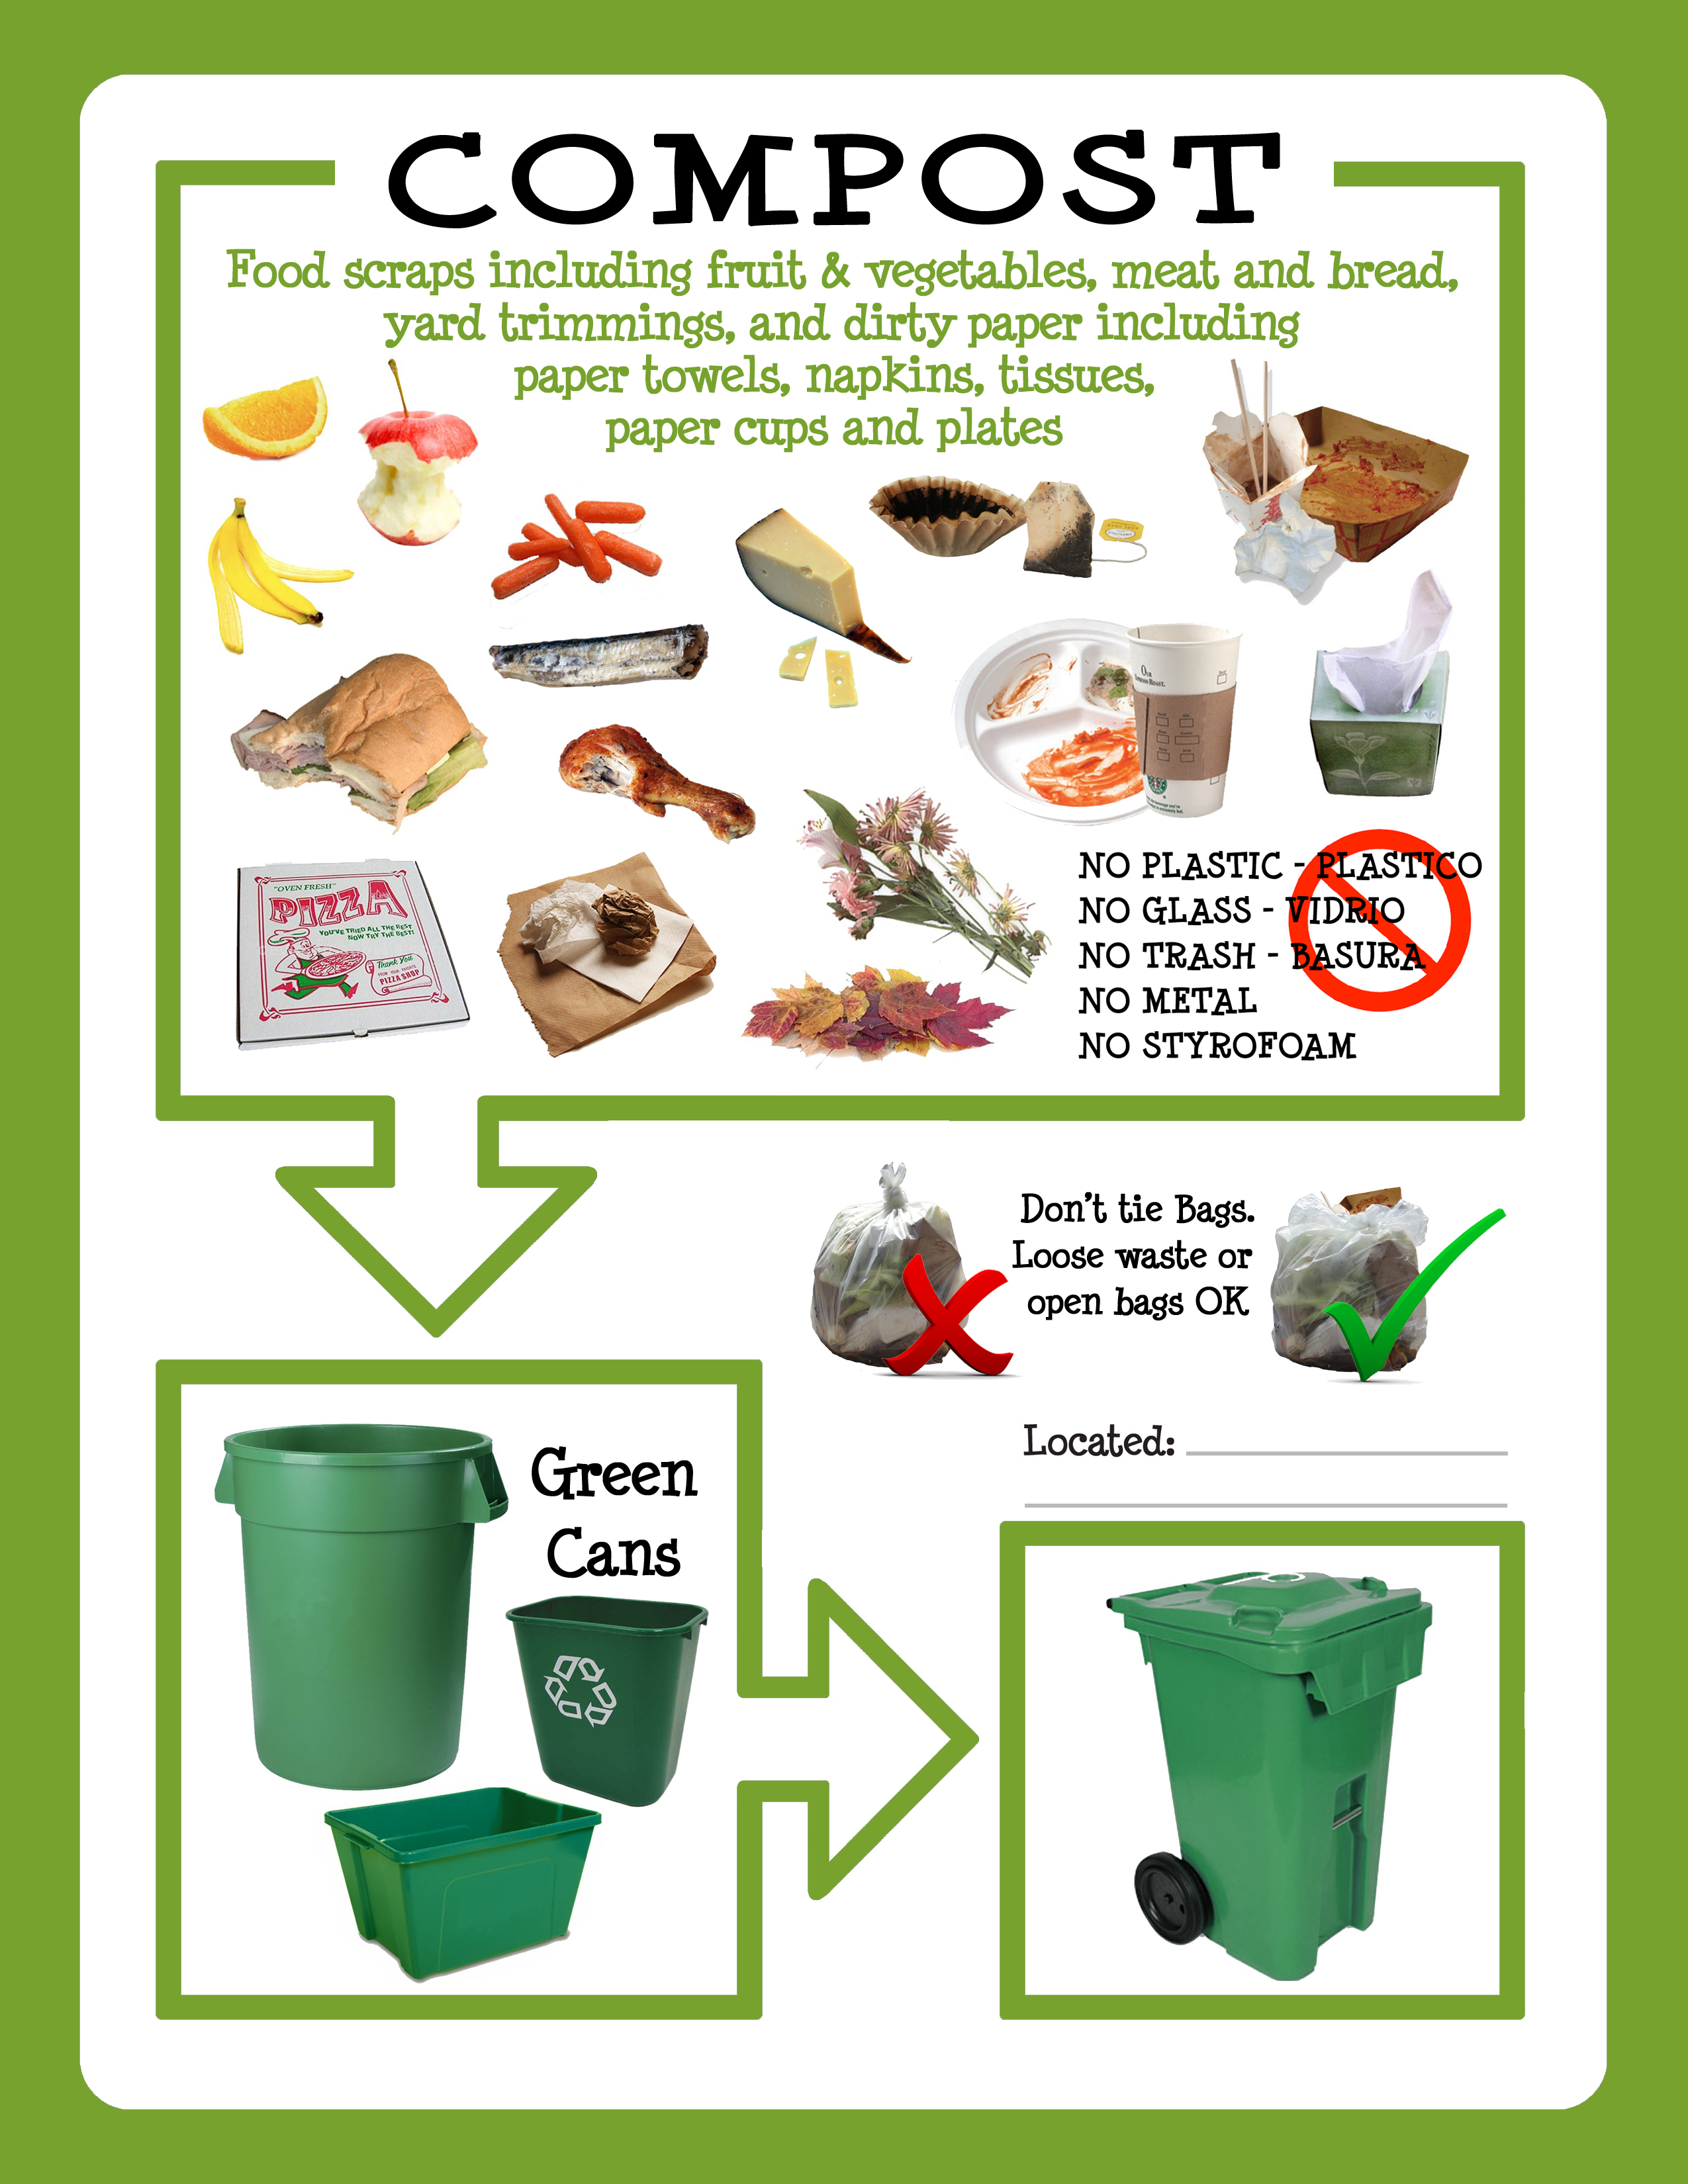 COMPOST
Food scraps including fruit & vegetables, meat and bread,
yard trimmings, and dirty paper including
paper towels, napkins, tissues,
paper cups and plates
"OVEN FRESH"
PIZZA
YOU'VE TRIED ALL THE REST
NOW TRY THE BEST!
Thank You
FROM YOUR FAVORITE
PIZZA SHOP
NO PLASTIC - PLASTICO
NO GLASS - VIDRIO
NO TRASH - BASURA
NO METAL
NO STYROFOAM
Don't tie Bags.
Loose waste or
open bags OK
Located:
Green
Cans